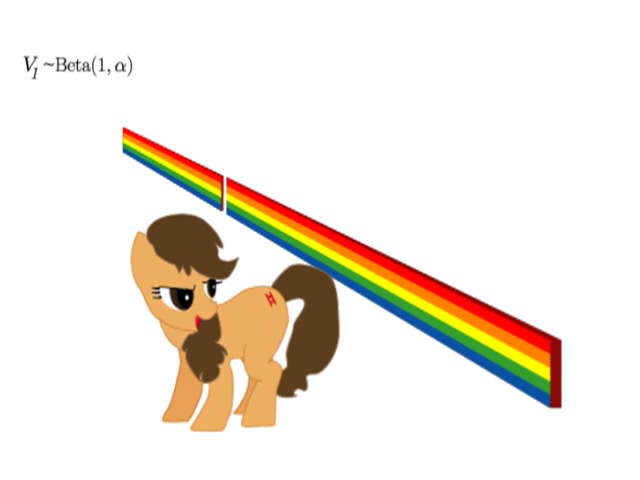 V₁ ~Beta(1, α)